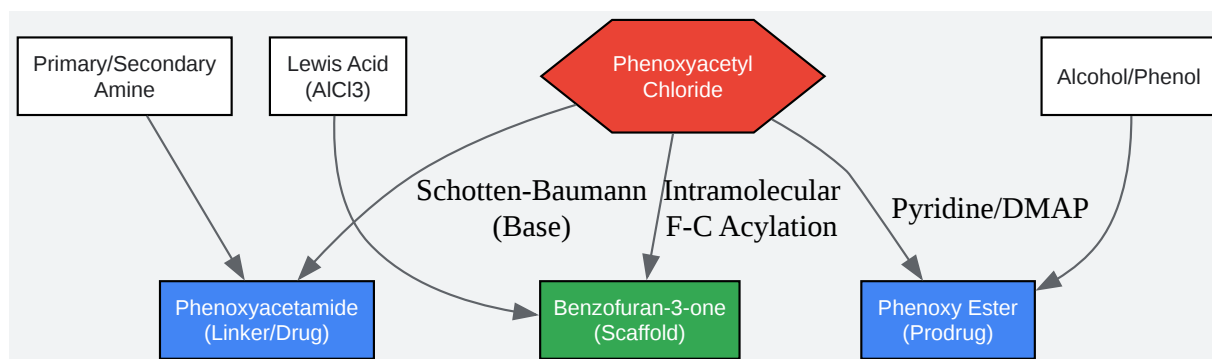 Primary/Secondary
Amine
Lewis Acid
(AlCl3)
Phenoxyacetyl
Chloride
Alcohol/Phenol
Schotten-Baumann
(Base)
Intramolecular
F-C Acylation
Pyridine/DMAP
Phenoxyacetamide
(Linker/Drug)
Benzofuran-3-one
(Scaffold)
Phenoxy Ester
(Prodrug)